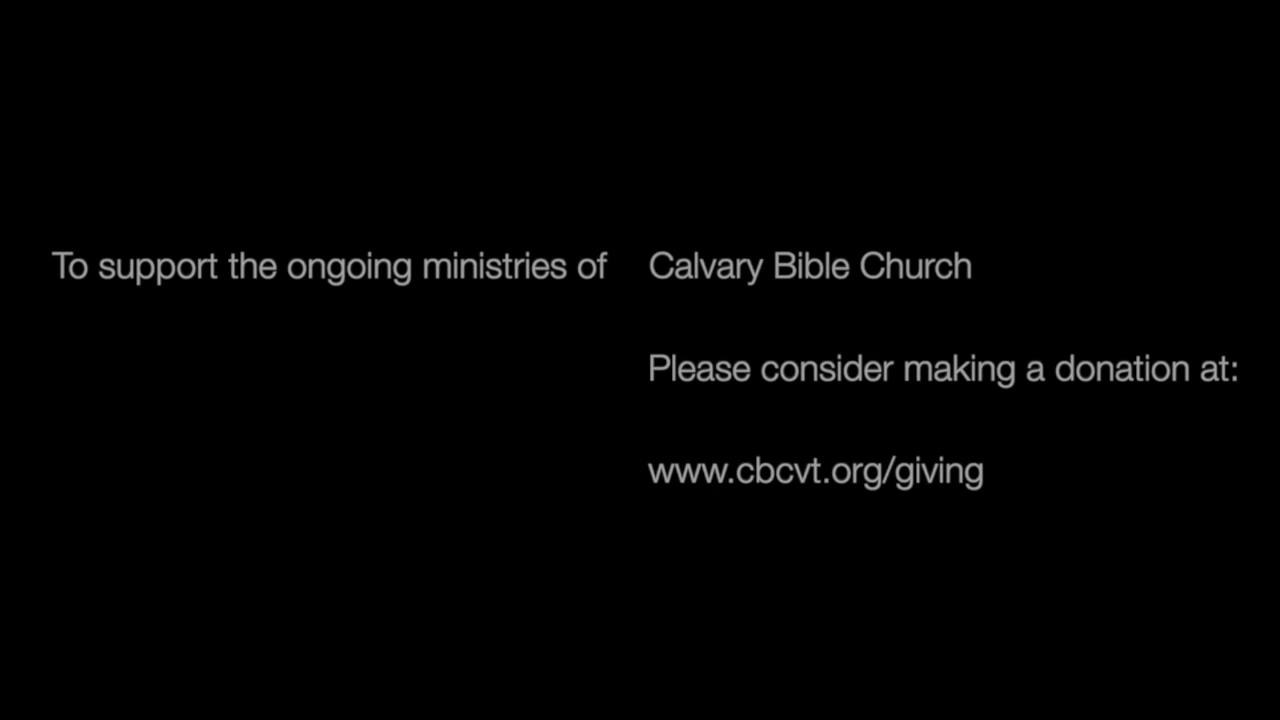 To support the ongoing ministries of Calvary Bible Church
Please consider making a donation at:
www.cbcvt.org/giving